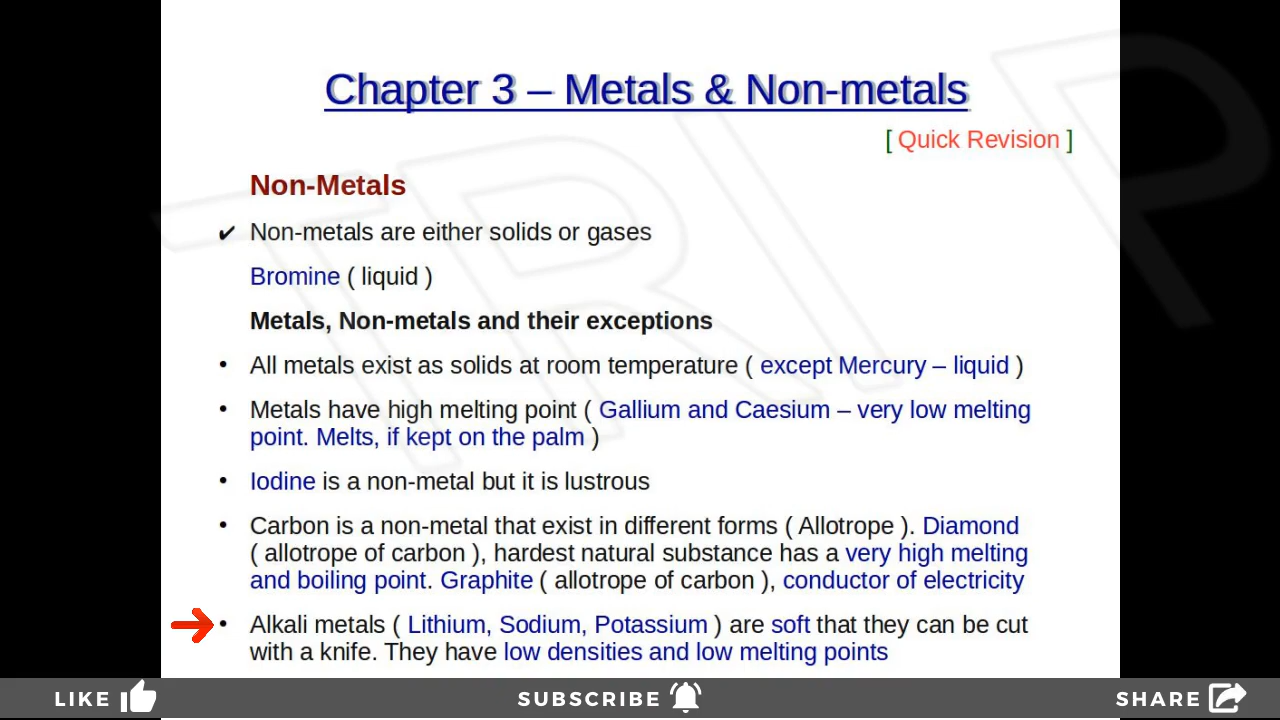 Chapter 3 – Metals & Non-metals
[ Quick Revision ]
Non-Metals
✔ Non-metals are either solids or gases
Bromine ( liquid )
Metals, Non-metals and their exceptions
• All metals exist as solids at room temperature ( except Mercury – liquid )
• Metals have high melting point ( Gallium and Caesium – very low melting
point. Melts, if kept on the palm )
• Iodine is a non-metal but it is lustrous
• Carbon is a non-metal that exist in different forms ( Allotrope ). Diamond
( allotrope of carbon ), hardest natural substance has a very high melting
and boiling point. Graphite ( allotrope of carbon ), conductor of electricity
• Alkali metals ( Lithium, Sodium, Potassium ) are soft that they can be cut
with a knife. They have low densities and low melting points
LIKE SUBSCRIBE SHARE